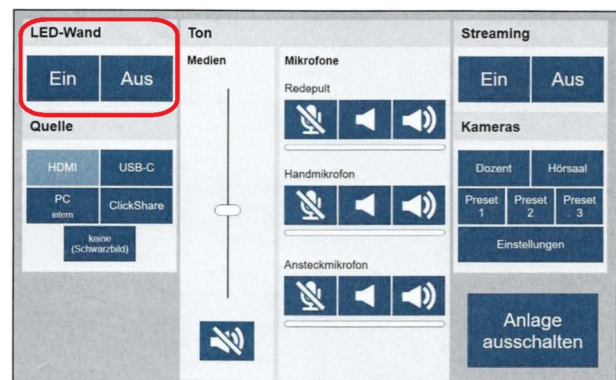 LED-Wand
Ein
Aus
Quelle
HDMI
USB-C
PC
intern
ClickShare
keine
(Schwarzbild)
Ton
Medien
Mikrofone
Redepult
Handmikrofon
Ansteckmikrofon
Streaming
Ein
Aus
Kameras
Dozent
Hörsaal
Preset
1
Preset
2
Preset
3
Einstellungen
Anlage
ausschalten